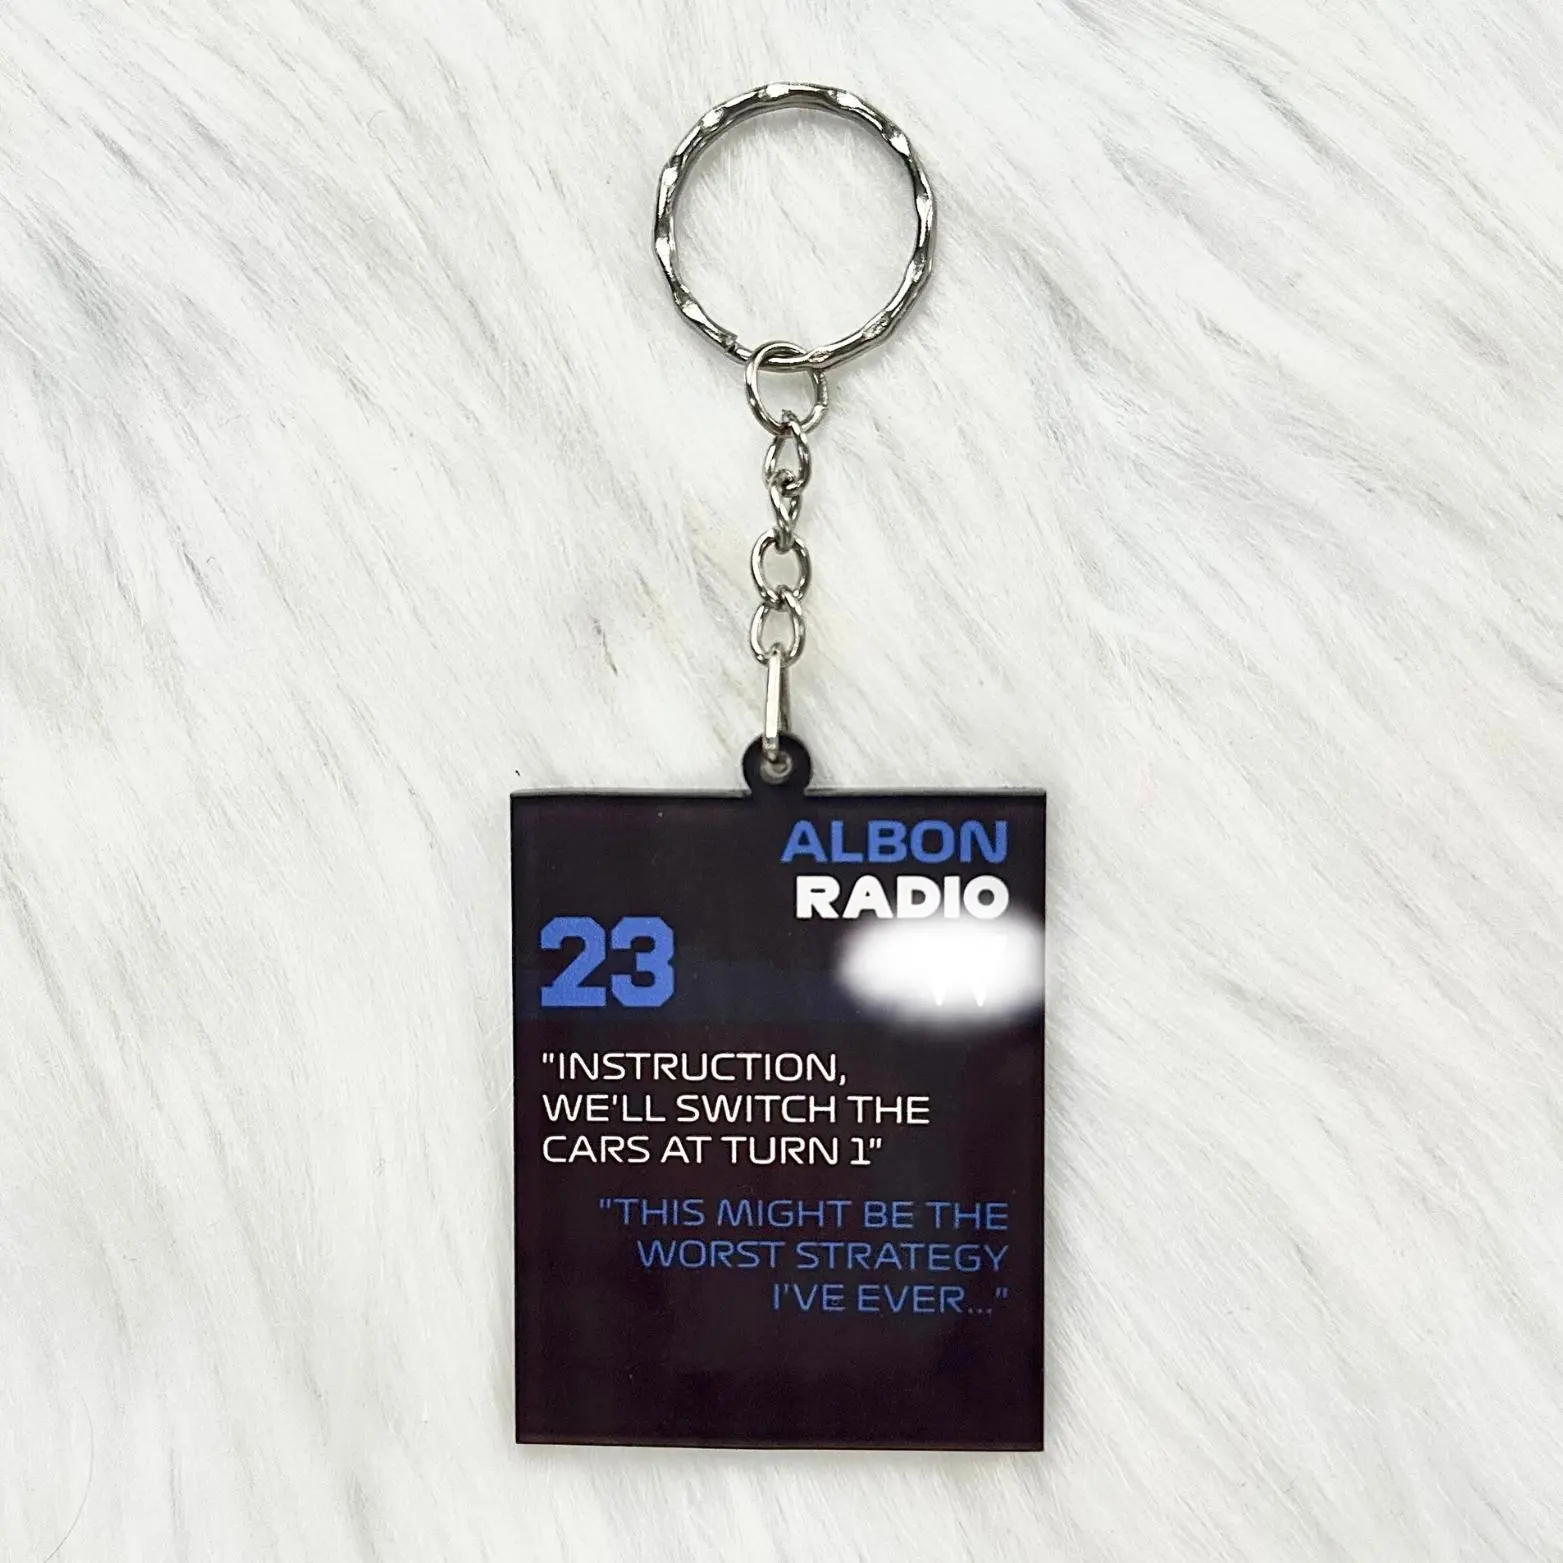 ALBON
RADIO
23
"INSTRUCTION,
WE'LL SWITCH THE
CARS AT TURN 1"
"THIS MIGHT BE THE
WORST STRATEGY
I'VE EVER..."